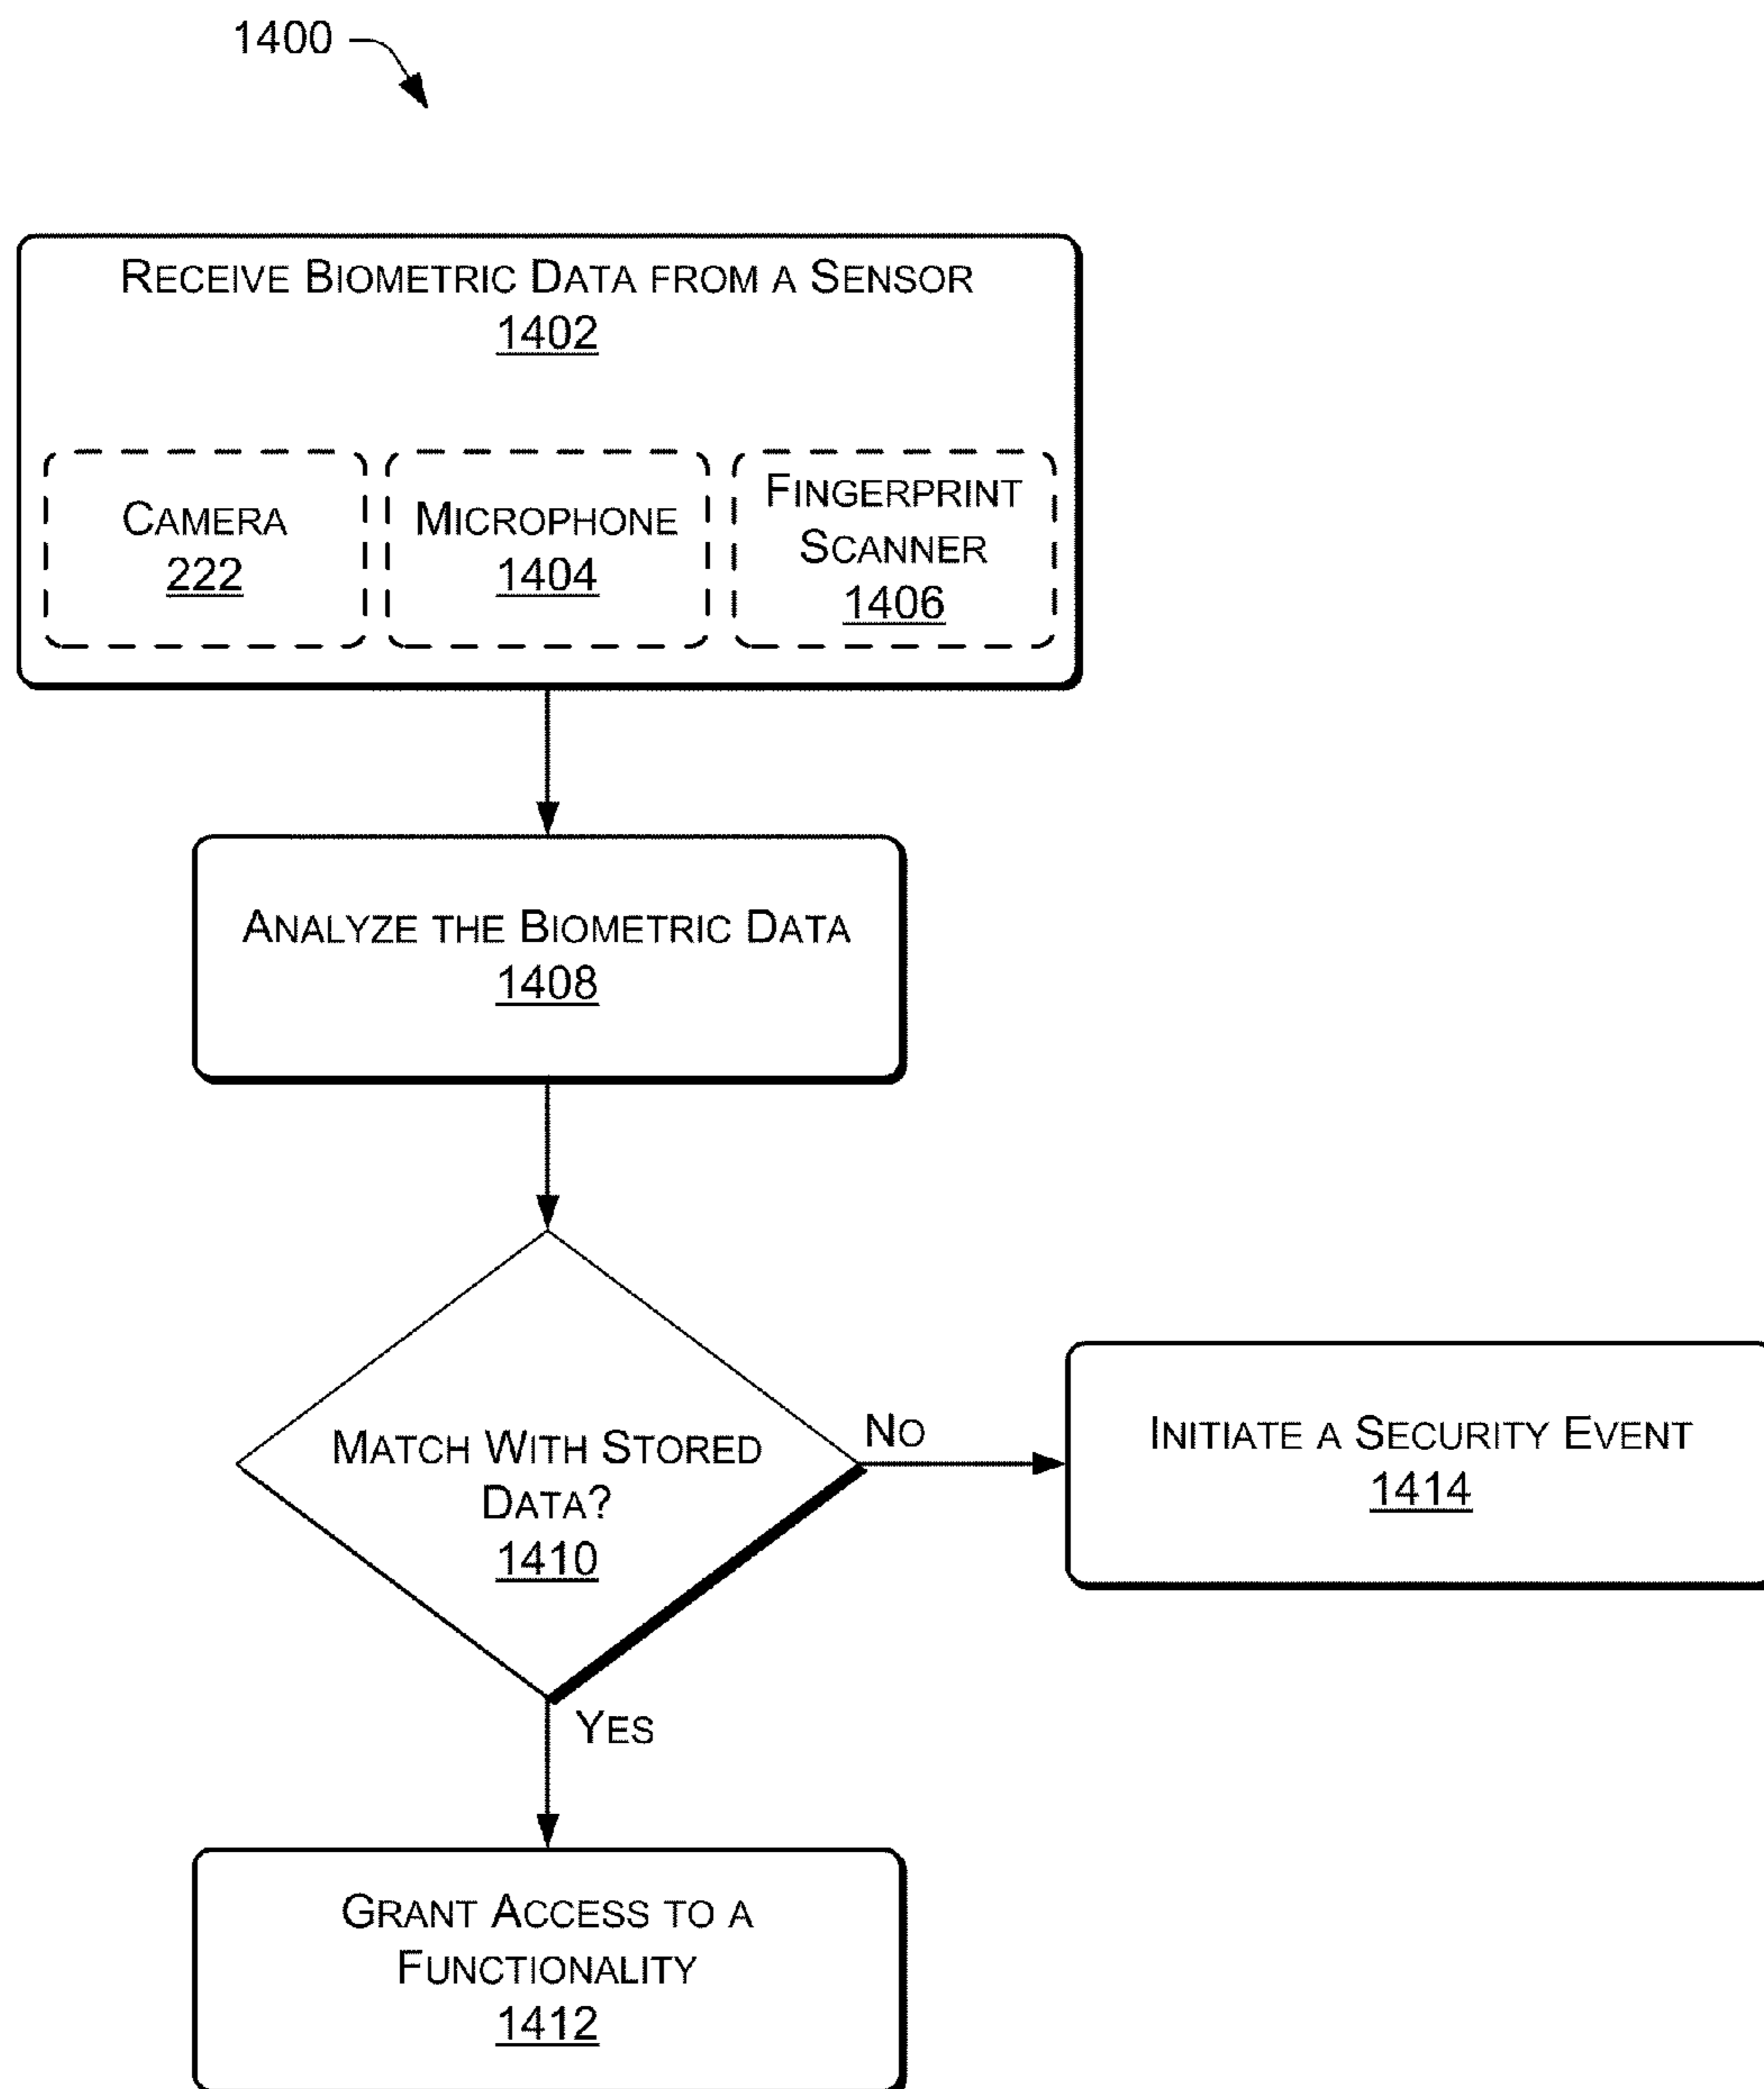 1400
RECEIVE BIOMETRIC DATA FROM A SENSOR
1402
CAMERA
222
MICROPHONE
1404
FINGERPRINT
SCANNER
1406
ANALYZE THE BIOMETRIC DATA
1408
MATCH WITH STORED
DATA?
1410
NO
INITIATE A SECURITY EVENT
1414
YES
GRANT ACCESS TO A
FUNCTIONALITY
1412